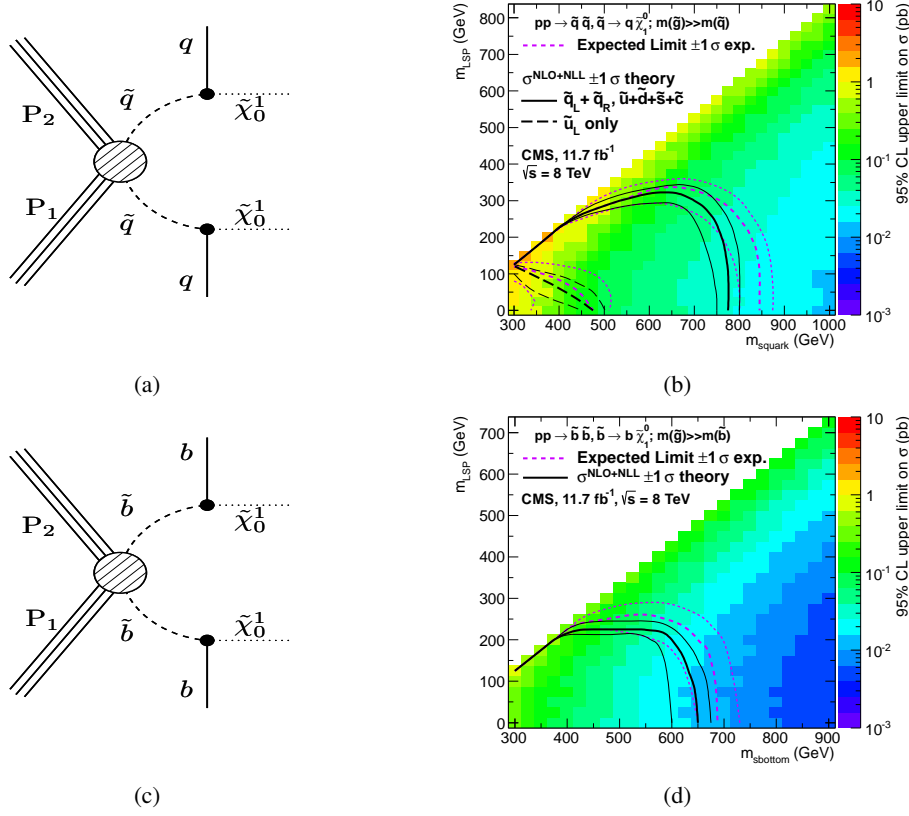 q
q̃
P₂
χ̃₀¹
P₁
q̃
χ̃₀¹
q
(a)
pp → q̃ q̃, q̃ → q χ̃₁⁰; m(g̃)>>m(q̃)
Expected Limit ±1 σ exp.
σᴺᴸᴼ⁺ᴺᴸᴸ ±1 σ theory
q̃_L + q̃_R, ũ+d̃+s̃+c̃
ũ_L only
CMS, 11.7 fb⁻¹
√s = 8 TeV
m_LSP (GeV)
800
700
600
500
400
300
200
100
0
300 400 500 600 700 800 900 1000
m_squark (GeV)
10
1
10⁻¹
10⁻²
10⁻³
95% CL upper limit on σ (pb)
(b)
b
b̃
P₂
χ̃₀¹
P₁
b̃
χ̃₀¹
b
(c)
pp → b̃ b̃, b̃ → b χ̃₁⁰; m(g̃)>>m(b̃)
Expected Limit ±1 σ exp.
σᴺᴸᴼ⁺ᴺᴸᴸ ±1 σ theory
CMS, 11.7 fb⁻¹, √s = 8 TeV
m_LSP (GeV)
700
600
500
400
300
200
100
0
300 400 500 600 700 800 900
m_sbottom (GeV)
10
1
10⁻¹
10⁻²
10⁻³
95% CL upper limit on σ (pb)
(d)